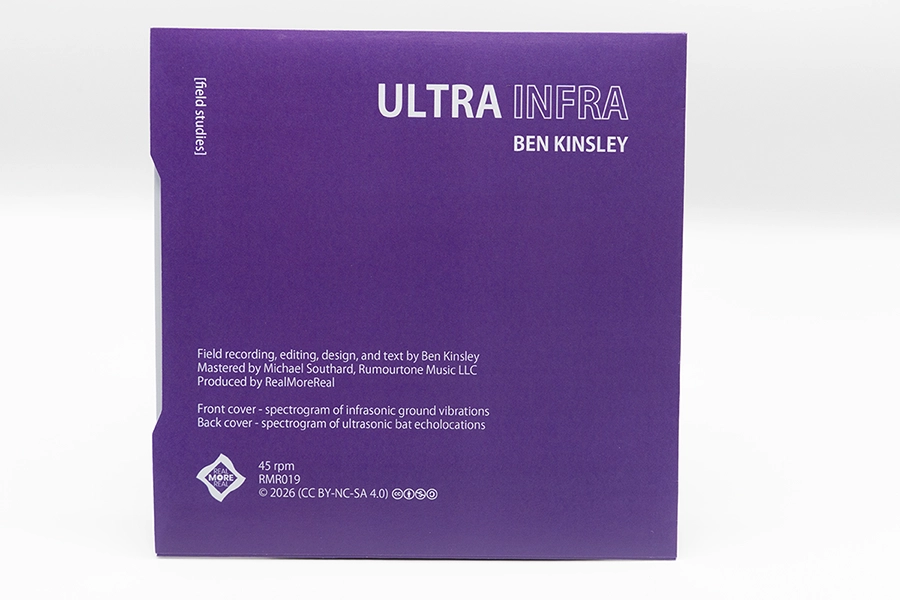 [field studies]
ULTRA INFRA
BEN KINSLEY
Field recording, editing, design, and text by Ben Kinsley
Mastered by Michael Southard, Rumourtone Music LLC
Produced by RealMoreReal
Front cover - spectrogram of infrasonic ground vibrations
Back cover - spectrogram of ultrasonic bat echolocations
REAL
MORE
REAL
45 rpm
RMR019
© 2026 (CC BY-NC-SA 4.0)